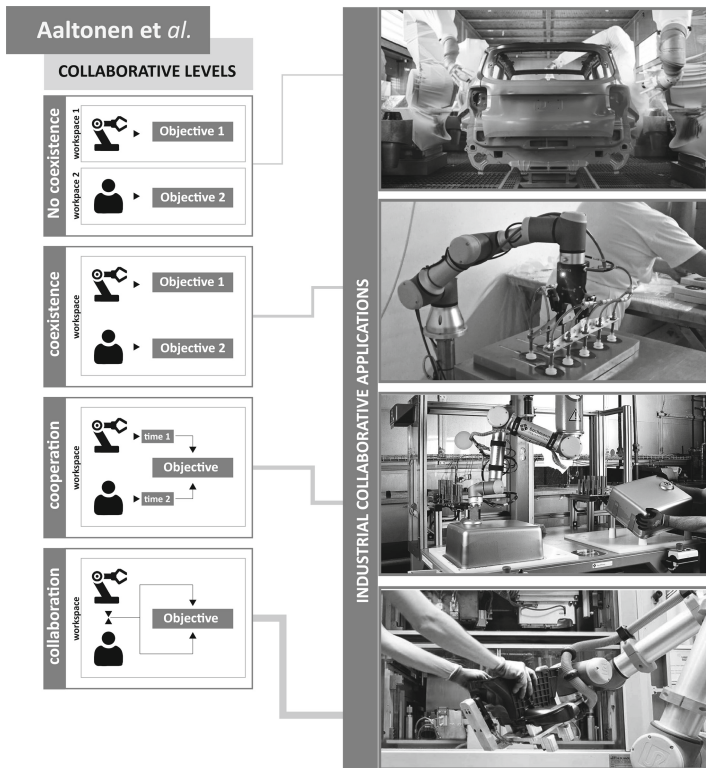 Aaltonen et al.
COLLABORATIVE LEVELS
No coexistence
workspace 1
Objective 1
workpace 2
Objective 2
coexistence
workspace
Objective 1
Objective 2
cooperation
workspace
time 1
Objective
time 2
collaboration
workspace
Objective
INDUSTRIAL COLLABORATIVE APPLICATIONS